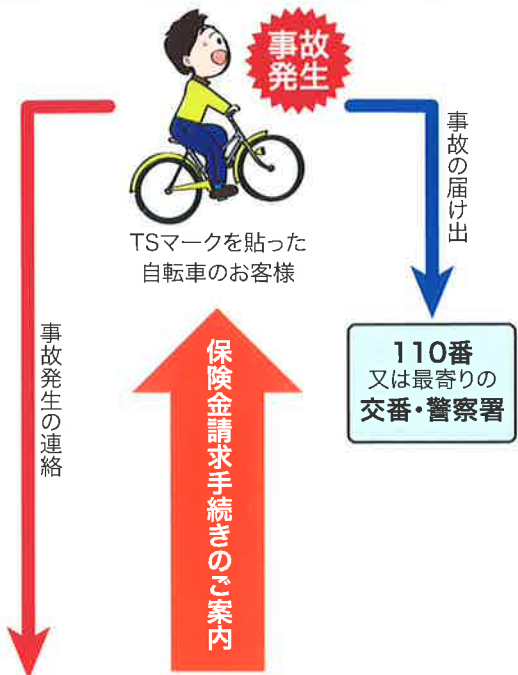 事故
発生
TSマークを貼った
自転車のお客様
事故の届け出
110番
又は最寄りの
交番・警察署
事故発生の連絡
保険金請求手続きのご案内